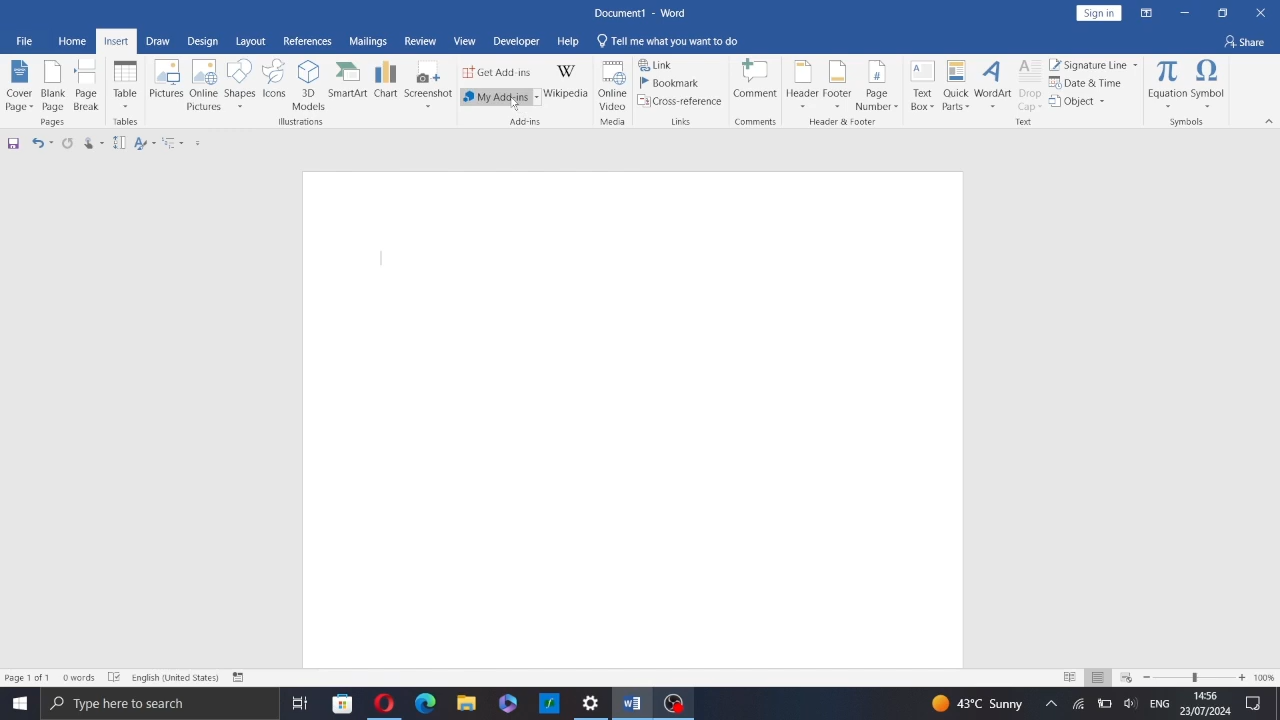 Document1 - Word
Sign in
File Home Insert Draw Design Layout References Mailings Review View Developer Help Tell me what you want to do
Share
Cover Page
Blank Page
Page Break
Pages
Table
Tables
Pictures
Online Pictures
Shapes
Icons
3D Models
SmartArt
Chart
Screenshot
Illustrations
Get Add-ins
My Add-ins
W
Wikipedia
Add-ins
Online Video
Media
Link
Bookmark
Cross-reference
Links
Comment
Comments
Header
Footer
Page Number
Header & Footer
Text Box
Quick Parts
WordArt
Drop Cap
Signature Line
Date & Time
Object
Text
π
Equation
Ω
Symbol
Symbols
Page 1 of 1 0 words English (United States)
100%
Type here to search
43°C Sunny
ENG
14:56
23/07/2024